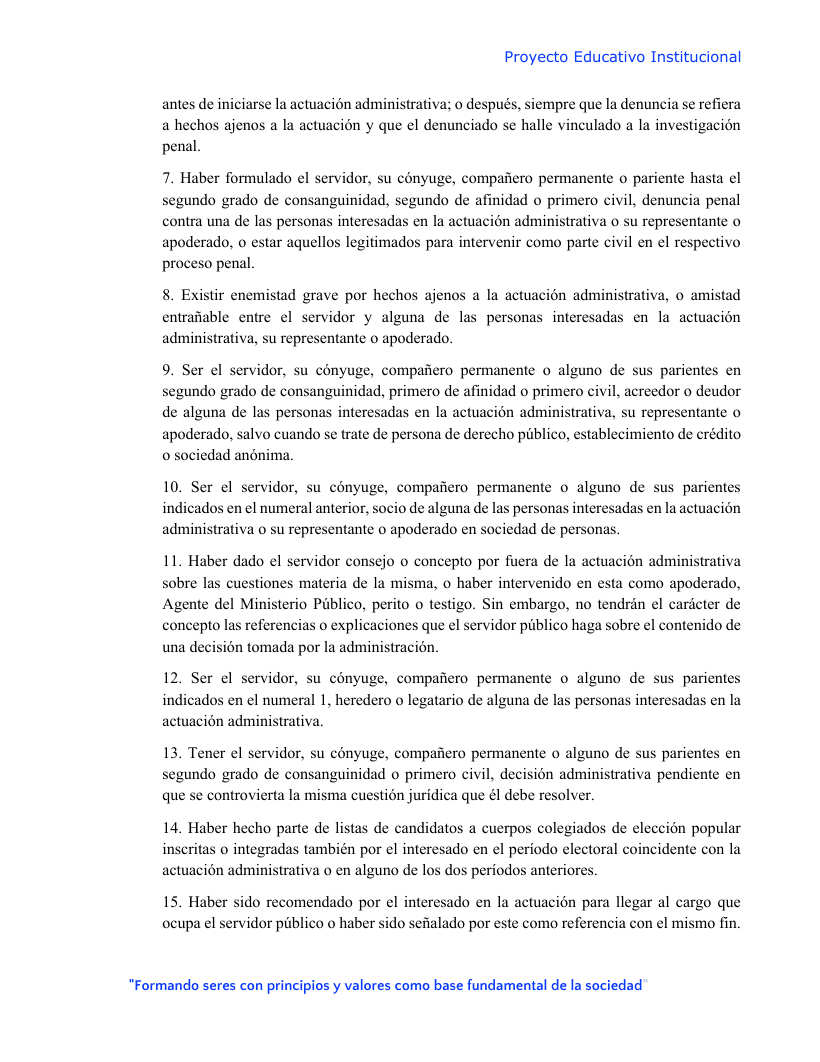 Proyecto Educativo Institucional
antes de iniciarse la actuación administrativa; o después, siempre que la denuncia se refiera
a hechos ajenos a la actuación y que el denunciado se halle vinculado a la investigación
penal.
7. Haber formulado el servidor, su cónyuge, compañero permanente o pariente hasta el
segundo grado de consanguinidad, segundo de afinidad o primero civil, denuncia penal
contra una de las personas interesadas en la actuación administrativa o su representante o
apoderado, o estar aquellos legitimados para intervenir como parte civil en el respectivo
proceso penal.
8. Existir enemistad grave por hechos ajenos a la actuación administrativa, o amistad
entrañable entre el servidor y alguna de las personas interesadas en la actuación
administrativa, su representante o apoderado.
9. Ser el servidor, su cónyuge, compañero permanente o alguno de sus parientes en
segundo grado de consanguinidad, primero de afinidad o primero civil, acreedor o deudor
de alguna de las personas interesadas en la actuación administrativa, su representante o
apoderado, salvo cuando se trate de persona de derecho público, establecimiento de crédito
o sociedad anónima.
10. Ser el servidor, su cónyuge, compañero permanente o alguno de sus parientes
indicados en el numeral anterior, socio de alguna de las personas interesadas en la actuación
administrativa o su representante o apoderado en sociedad de personas.
11. Haber dado el servidor consejo o concepto por fuera de la actuación administrativa
sobre las cuestiones materia de la misma, o haber intervenido en esta como apoderado,
Agente del Ministerio Público, perito o testigo. Sin embargo, no tendrán el carácter de
concepto las referencias o explicaciones que el servidor público haga sobre el contenido de
una decisión tomada por la administración.
12. Ser el servidor, su cónyuge, compañero permanente o alguno de sus parientes
indicados en el numeral 1, heredero o legatario de alguna de las personas interesadas en la
actuación administrativa.
13. Tener el servidor, su cónyuge, compañero permanente o alguno de sus parientes en
segundo grado de consanguinidad o primero civil, decisión administrativa pendiente en
que se controvierta la misma cuestión jurídica que él debe resolver.
14. Haber hecho parte de listas de candidatos a cuerpos colegiados de elección popular
inscritas o integradas también por el interesado en el período electoral coincidente con la
actuación administrativa o en alguno de los dos períodos anteriores.
15. Haber sido recomendado por el interesado en la actuación para llegar al cargo que
ocupa el servidor público o haber sido señalado por este como referencia con el mismo fin.
"Formando seres con principios y valores como base fundamental de la sociedad"